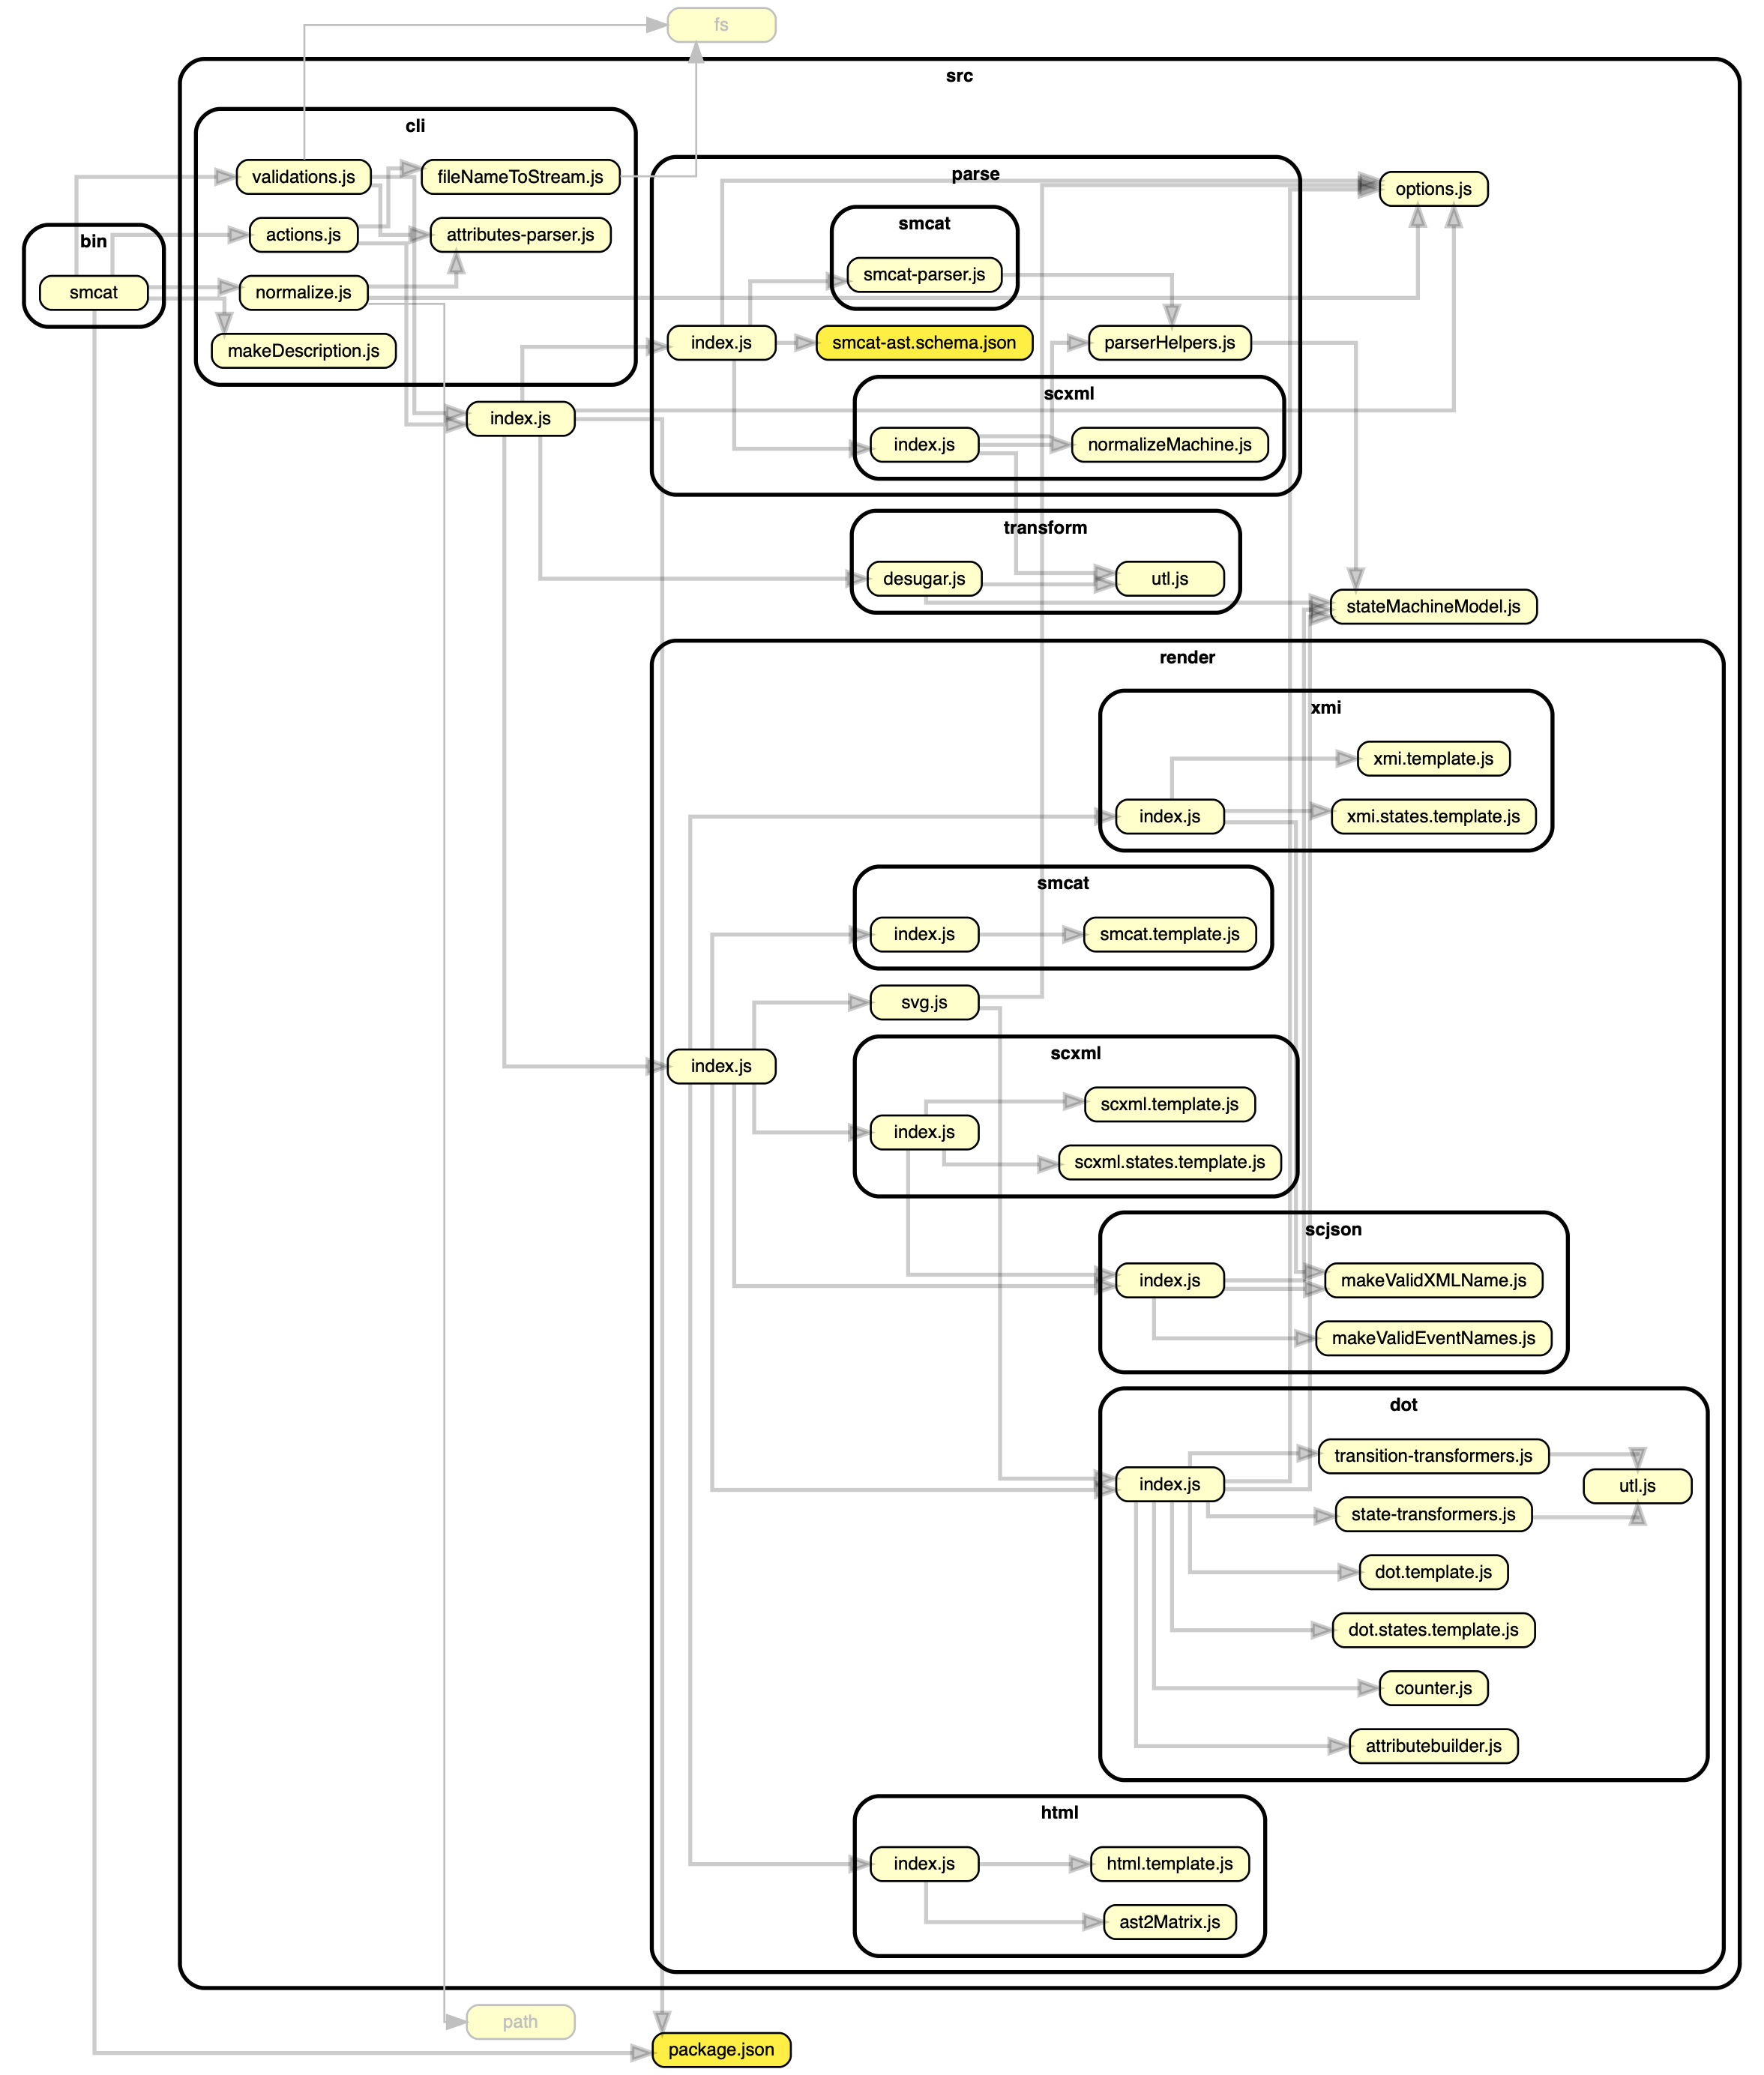 fs
src
cli
validations.js
fileNameToStream.js
actions.js
attributes-parser.js
normalize.js
makeDescription.js
bin
smcat
index.js
parse
smcat
smcat-parser.js
index.js
smcat-ast.schema.json
parserHelpers.js
scxml
index.js
normalizeMachine.js
options.js
transform
desugar.js
utl.js
stateMachineModel.js
render
xmi
xmi.template.js
index.js
xmi.states.template.js
smcat
index.js
smcat.template.js
svg.js
index.js
scxml
scxml.template.js
index.js
scxml.states.template.js
scjson
index.js
makeValidXMLName.js
makeValidEventNames.js
dot
transition-transformers.js
index.js
utl.js
state-transformers.js
dot.template.js
dot.states.template.js
counter.js
attributebuilder.js
html
index.js
html.template.js
ast2Matrix.js
path
package.json